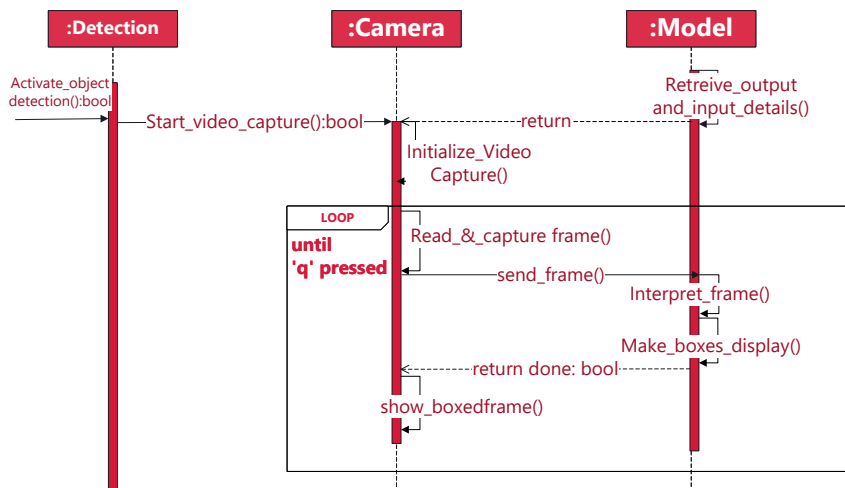 :Detection
:Camera
:Model
Activate_object
detection():bool
Retreive_output
and_input_details()
Start_video_capture():bool
return
Initialize_Video
Capture()
LOOP
until
'q' pressed
Read_&_capture frame()
send_frame()
Interpret_frame()
Make_boxes_display()
return done: bool
show_boxedframe()